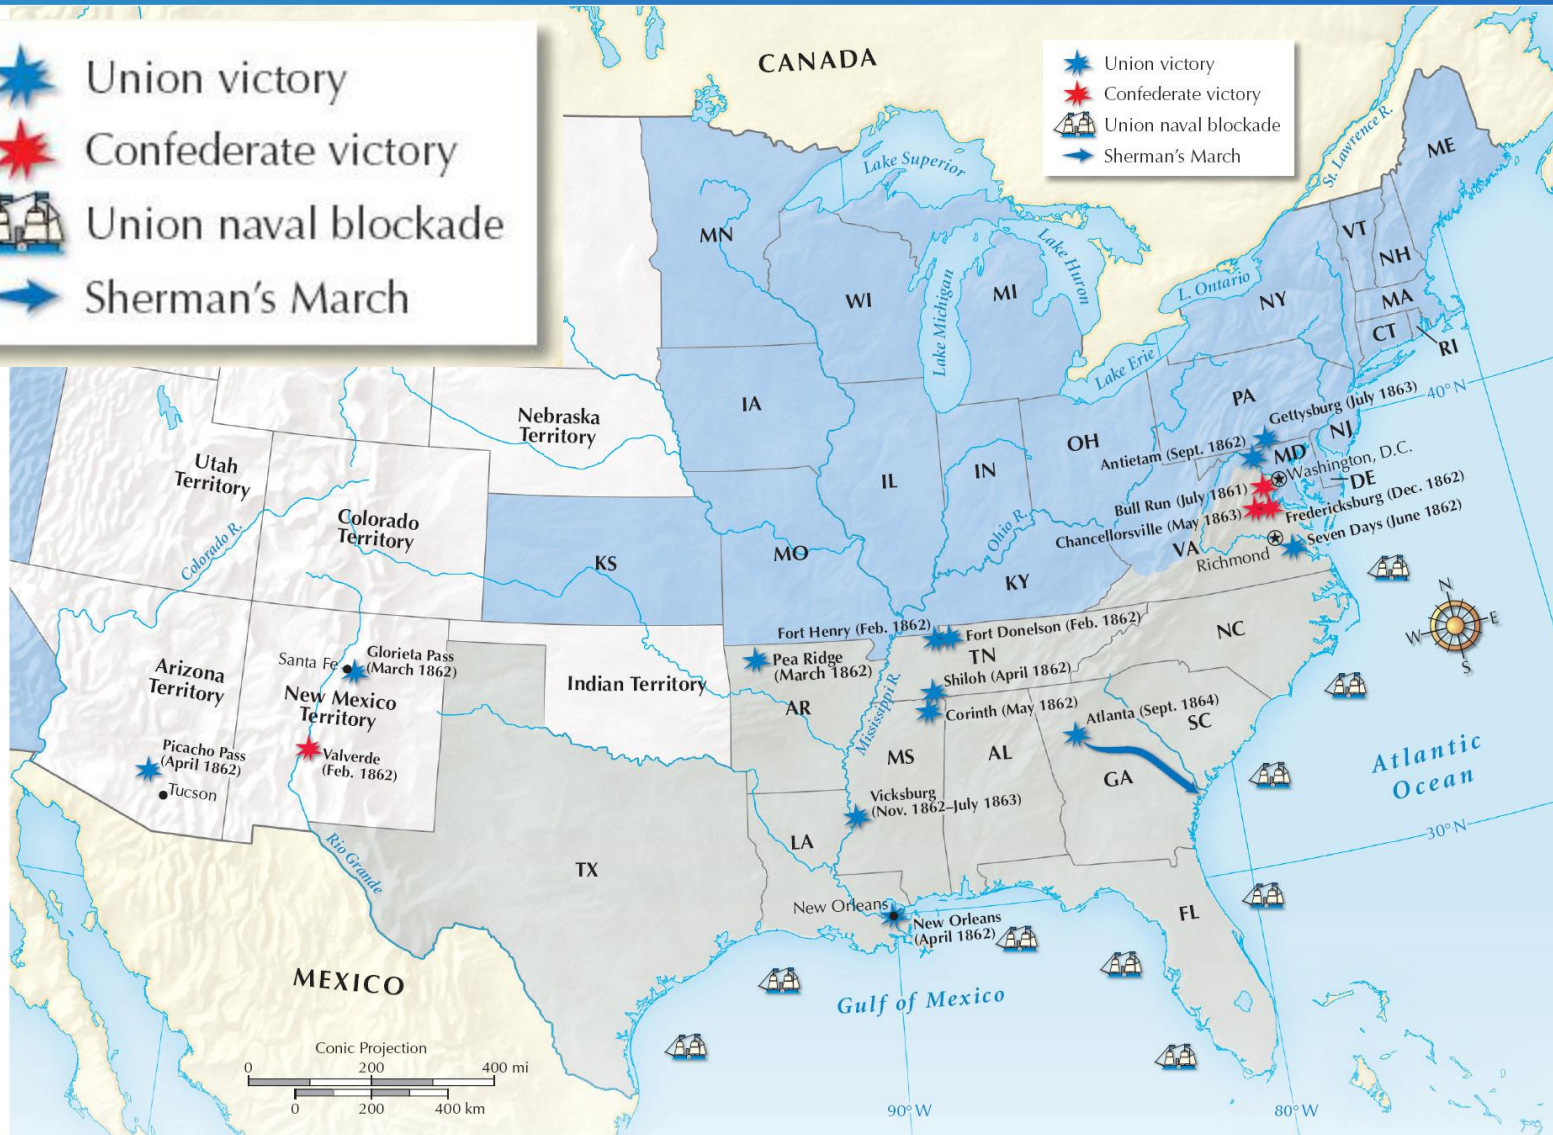 Union victory
Confederate victory
Union naval blockade
Sherman's March
CANADA
Union victory
Confederate victory
Union naval blockade
Sherman's March
St. Lawrence R.
ME
Lake Superior
VT
NH
MN
Lake Huron
WI
MI
Lake Michigan
L. Ontario
NY
MA
CT
RI
Lake Erie
40°N
Nebraska
Territory
IA
PA
Gettysburg (July 1863)
NJ
OH
Antietam (Sept. 1862)
MD
Washington, D.C.
DE
Utah
Territory
IL
IN
Bull Run (July 1861)
Fredericksburg (Dec. 1862)
Chancellorsville (May 1863)
Seven Days (June 1862)
Colorado
Territory
Colorado R.
Ohio R.
VA
Richmond
KS
MO
KY
N
W
E
S
Fort Henry (Feb. 1862)
Fort Donelson (Feb. 1862)
NC
TN
Santa Fe
Glorieta Pass
(March 1862)
Arizona
Territory
New Mexico
Territory
Indian Territory
Pea Ridge
(March 1862)
Shiloh (April 1862)
Mississippi R.
AR
Corinth (May 1862)
Atlanta (Sept. 1864)
SC
Picacho Pass
(April 1862)
Tucson
Valverde
(Feb. 1862)
MS
AL
GA
Atlantic
Ocean
Vicksburg
(Nov. 1862–July 1863)
30°N
LA
Rio Grande
TX
New Orleans
New Orleans
(April 1862)
FL
MEXICO
Gulf of Mexico
Conic Projection
0
200
400 mi
0
200
400 km
90°W
80°W